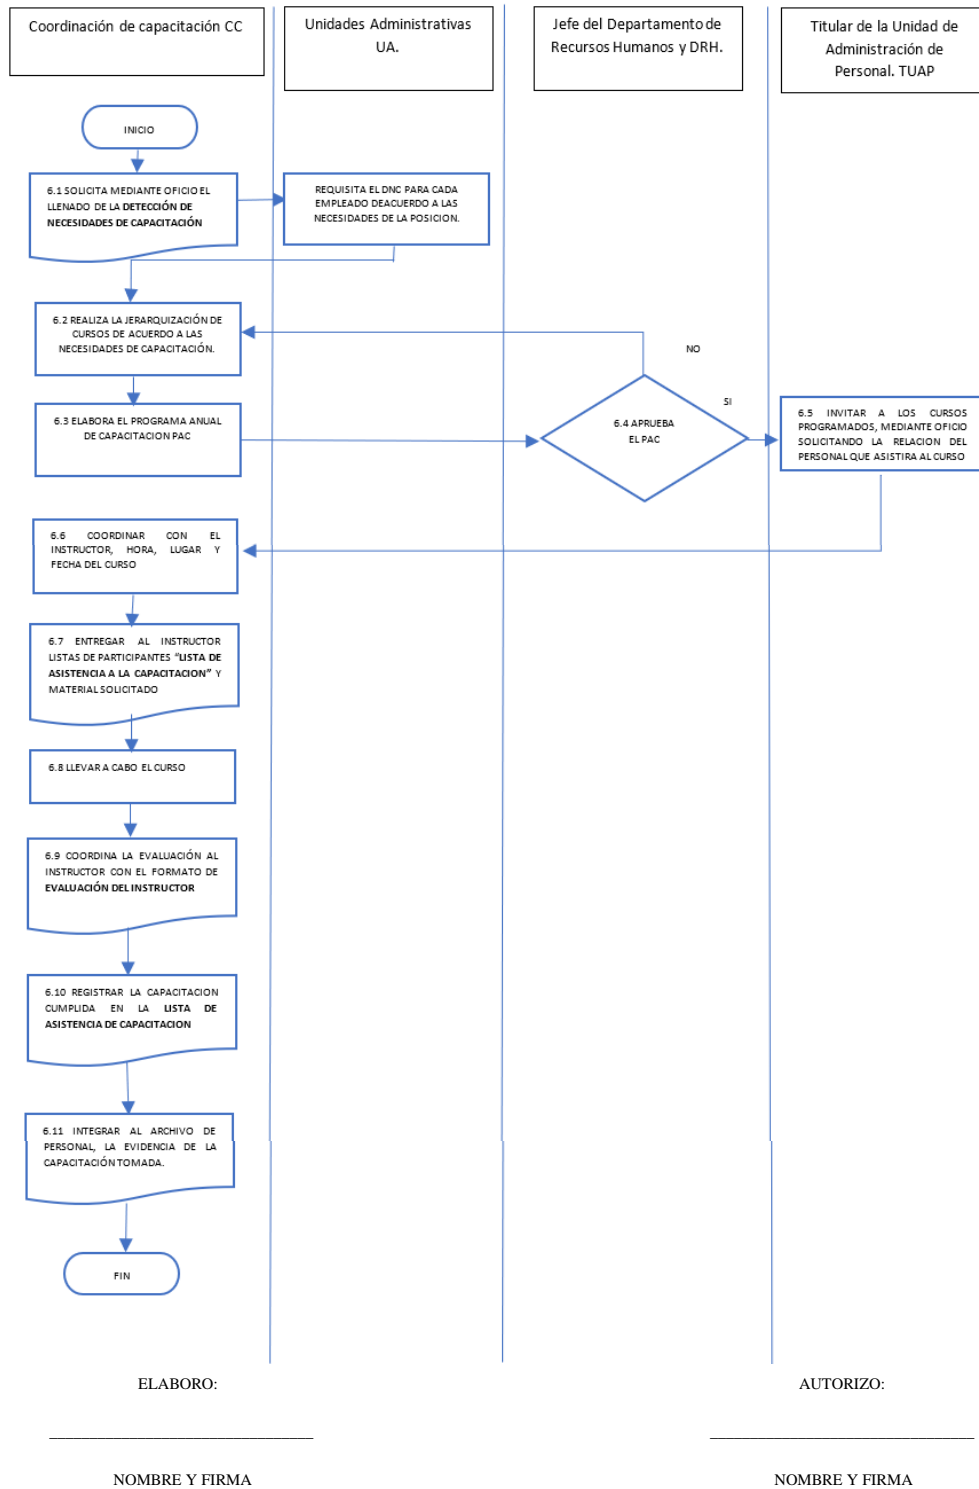 Coordinación de capacitación CC
Unidades Administrativas
UA.
Jefe del Departamento de
Recursos Humanos y DRH.
Titular de la Unidad de
Administración de
Personal. TUAP
INICIO
6.1 SOLICITA MEDIANTE OFICIO EL
LLENADO DE LA DETECCIÓN DE
NECESIDADES DE CAPACITACIÓN
REQUISITA EL DNC PARA CADA
EMPLEADO DEACUERDO A LAS
NECESIDADES DE LA POSICION.
6.2 REALIZA LA JERARQUIZACIÓN DE
CURSOS DE ACUERDO A LAS
NECESIDADES DE CAPACITACIÓN.
NO
SI
6.3 ELABORA EL PROGRAMA ANUAL
DE CAPACITACION PAC
6.4 APRUEBA
EL PAC
6.5 INVITAR A LOS CURSOS
PROGRAMADOS, MEDIANTE OFICIO
SOLICITANDO LA RELACION DEL
PERSONAL QUE ASISTIRA AL CURSO
6.6 COORDINAR CON EL
INSTRUCTOR, HORA, LUGAR Y
FECHA DEL CURSO
6.7 ENTREGAR AL INSTRUCTOR
LISTAS DE PARTICIPANTES “LISTA DE
ASISTENCIA A LA CAPACITACION” Y
MATERIAL SOLICITADO
6.8 LLEVAR A CABO EL CURSO
6.9 COORDINA LA EVALUACIÓN AL
INSTRUCTOR CON EL FORMATO DE
EVALUACIÓN DEL INSTRUCTOR
6.10 REGISTRAR LA CAPACITACION
CUMPLIDA EN LA LISTA DE
ASISTENCIA DE CAPACITACION
6.11 INTEGRAR AL ARCHIVO DE
PERSONAL, LA EVIDENCIA DE LA
CAPACITACIÓN TOMADA.
FIN
ELABORO:
AUTORIZO:
NOMBRE Y FIRMA
NOMBRE Y FIRMA